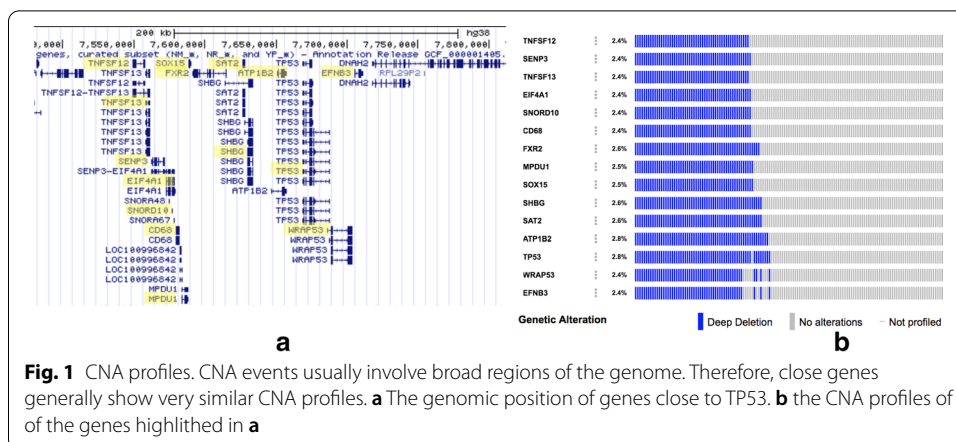 200 kb hg38
0,000| 7,550,000| 7,600,000| 7,650,000| 7,700,000| 7,750,000| 7,800,000|
genes, curated subset (NM_*, NR_*, and YP_*) - Annotation Release GCF_000001405.
TNFSF12 SOX15 SAT2 TP53 DNAH2
TNFSF13 FXR2 ATP1B2 EFNB3 RPL29P2
TNFSF12 SHBG TP53 DNAH2
TNFSF12-TNFSF13 SAT2 TP53
TNFSF13 SAT2 TP53
TNFSF13 SAT2 TP53
TNFSF13 SHBG TP53
TNFSF13 SHBG TP53
TNFSF13 SHBG TP53
SENP3 SHBG TP53
SENP3-EIF4A1 SHBG TP53
EIF4A1 SHBG TP53
EIF4A1 ATP1B2 TP53
SNORA48 TP53
SNORD10 TP53
SNORA67 TP53
CD68 WRAP53
CD68 WRAP53
LOC100996842 WRAP53
LOC100996842 WRAP53
LOC100996842
LOC100996842
MPDU1
MPDU1
a
TNFSF12 2.4%
SENP3 2.4%
TNFSF13 2.4%
EIF4A1 2.4%
SNORD10 2.4%
CD68 2.4%
FXR2 2.6%
MPDU1 2.5%
SOX15 2.5%
SHBG 2.6%
SAT2 2.6%
ATP1B2 2.8%
TP53 2.8%
WRAP53 2.4%
EFNB3 2.4%
Genetic Alteration Deep Deletion No alterations - Not profiled
b
Fig. 1 CNA profiles. CNA events usually involve broad regions of the genome. Therefore, close genes
generally show very similar CNA profiles. a The genomic position of genes close to TP53. b the CNA profiles of
of the genes highlithed in a